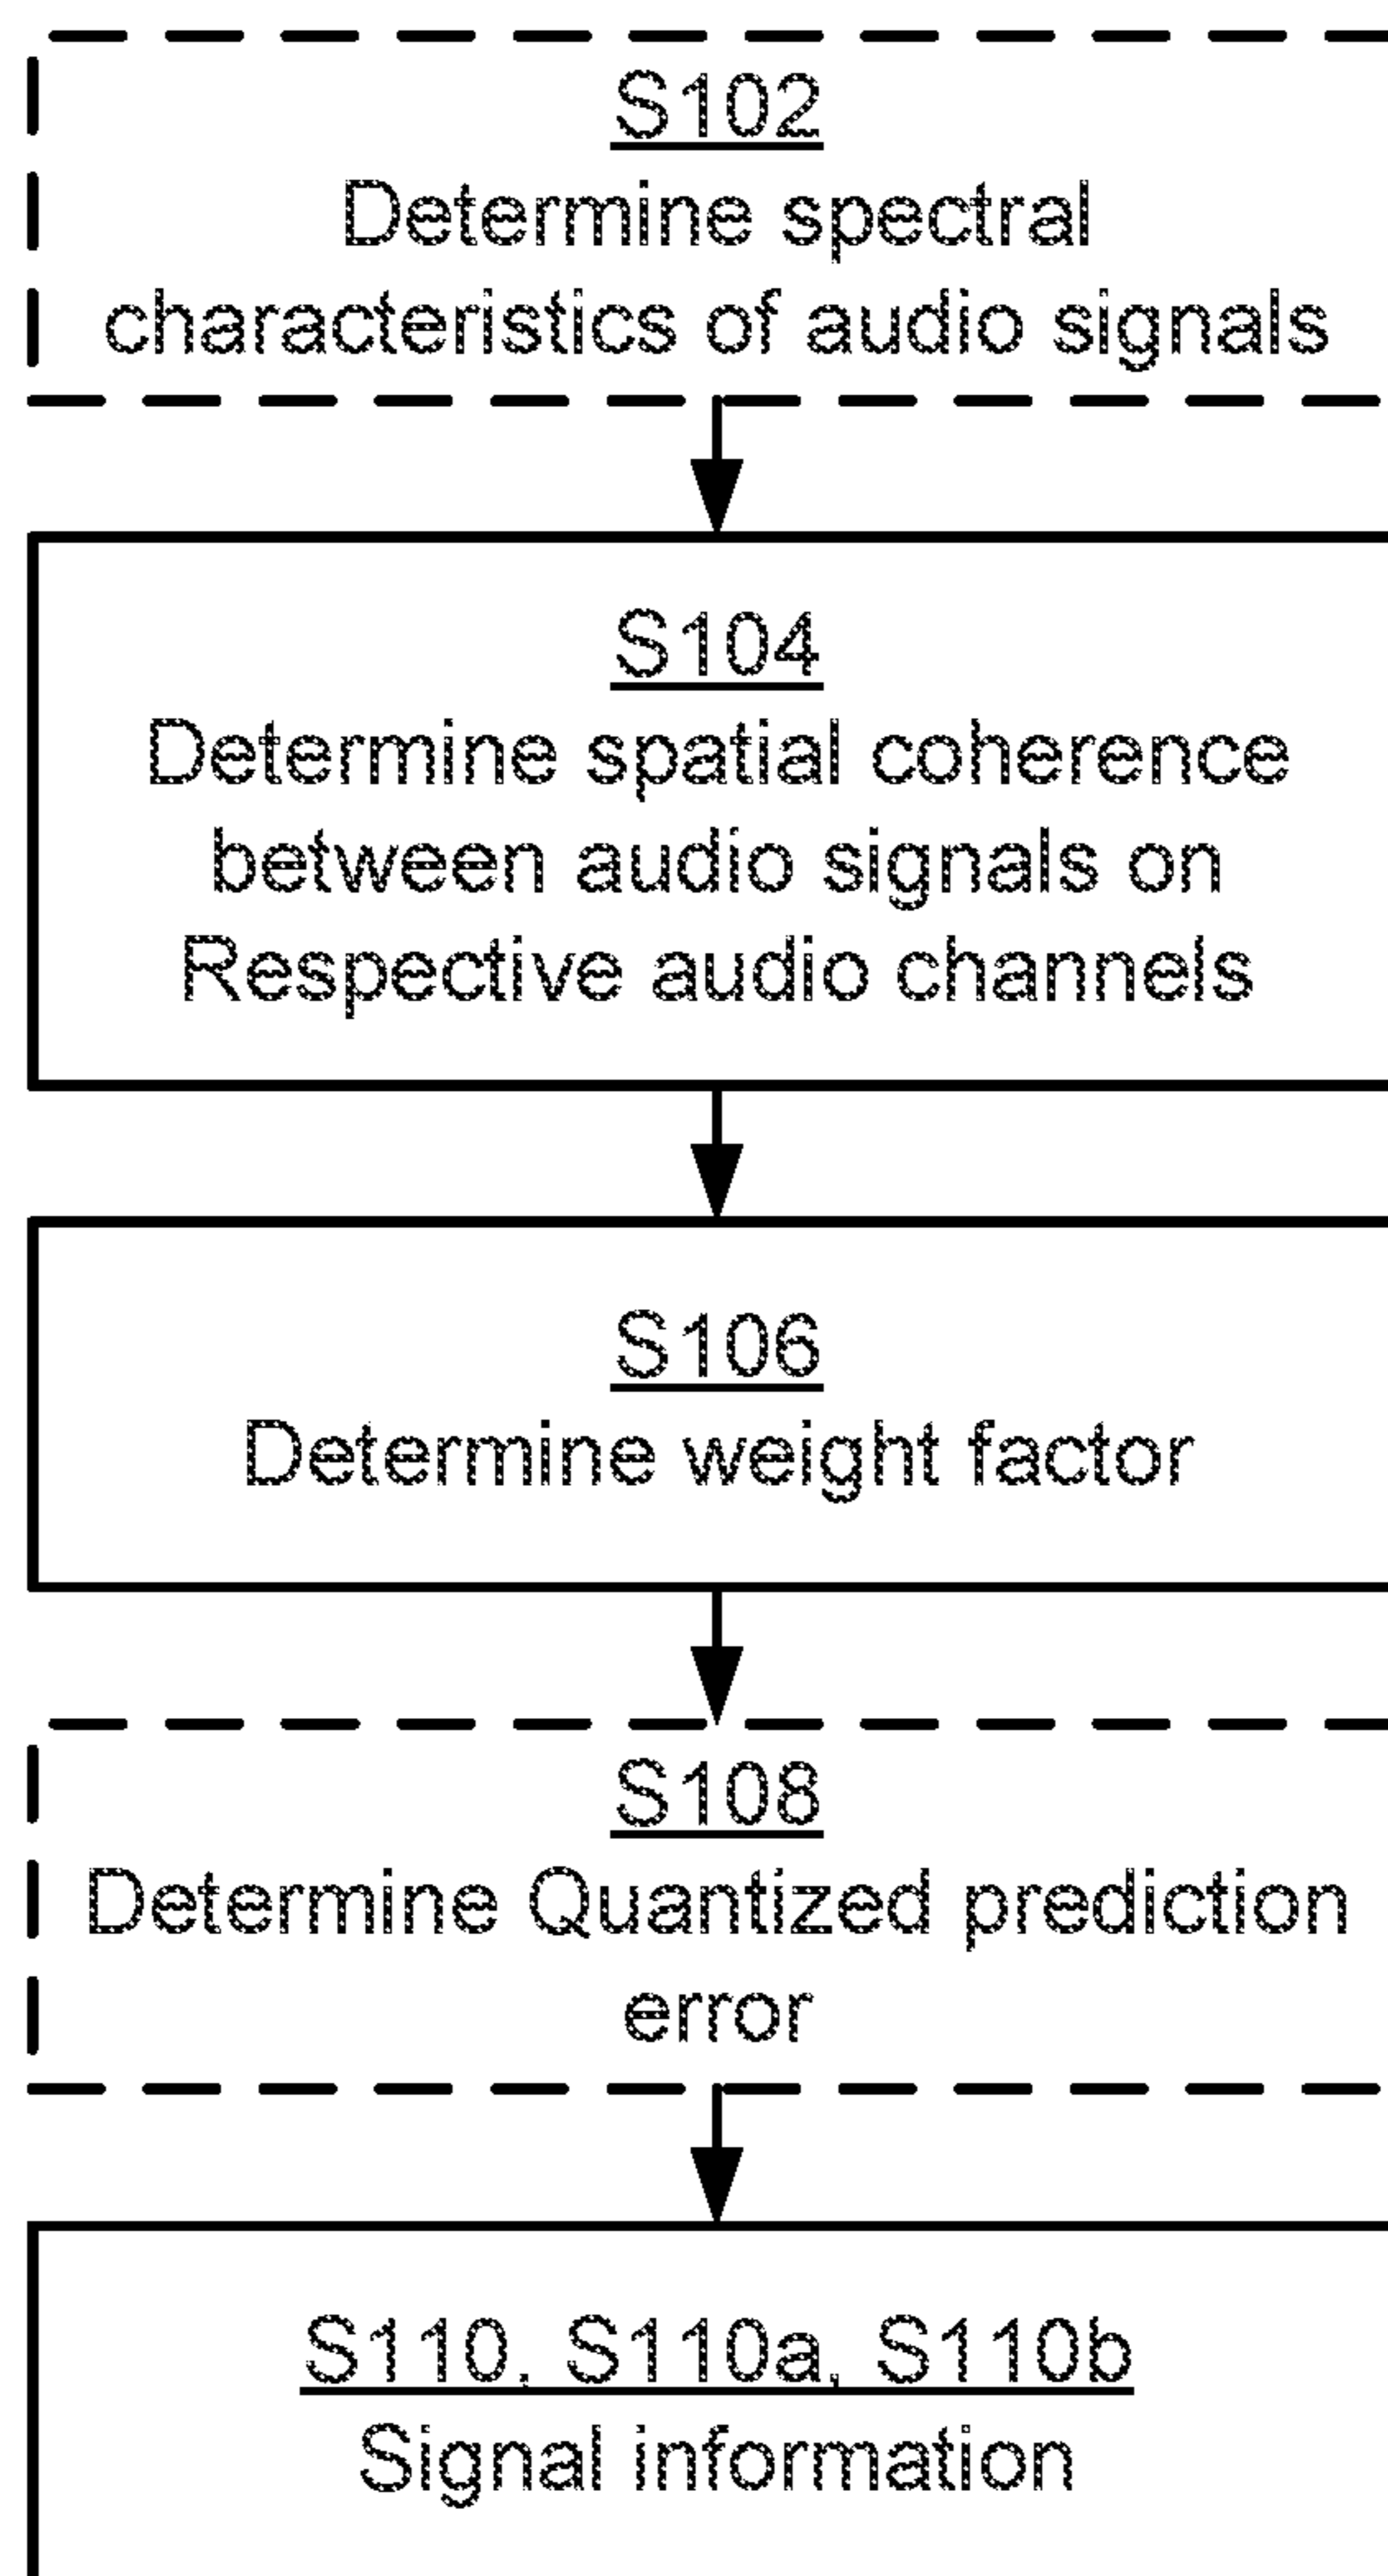 S102
Determine spectral
characteristics of audio signals
S104
Determine spatial coherence
between audio signals on
Respective audio channels
S106
Determine weight factor
S108
Determine Quantized prediction
error
S110, S110a, S110b
Signal information